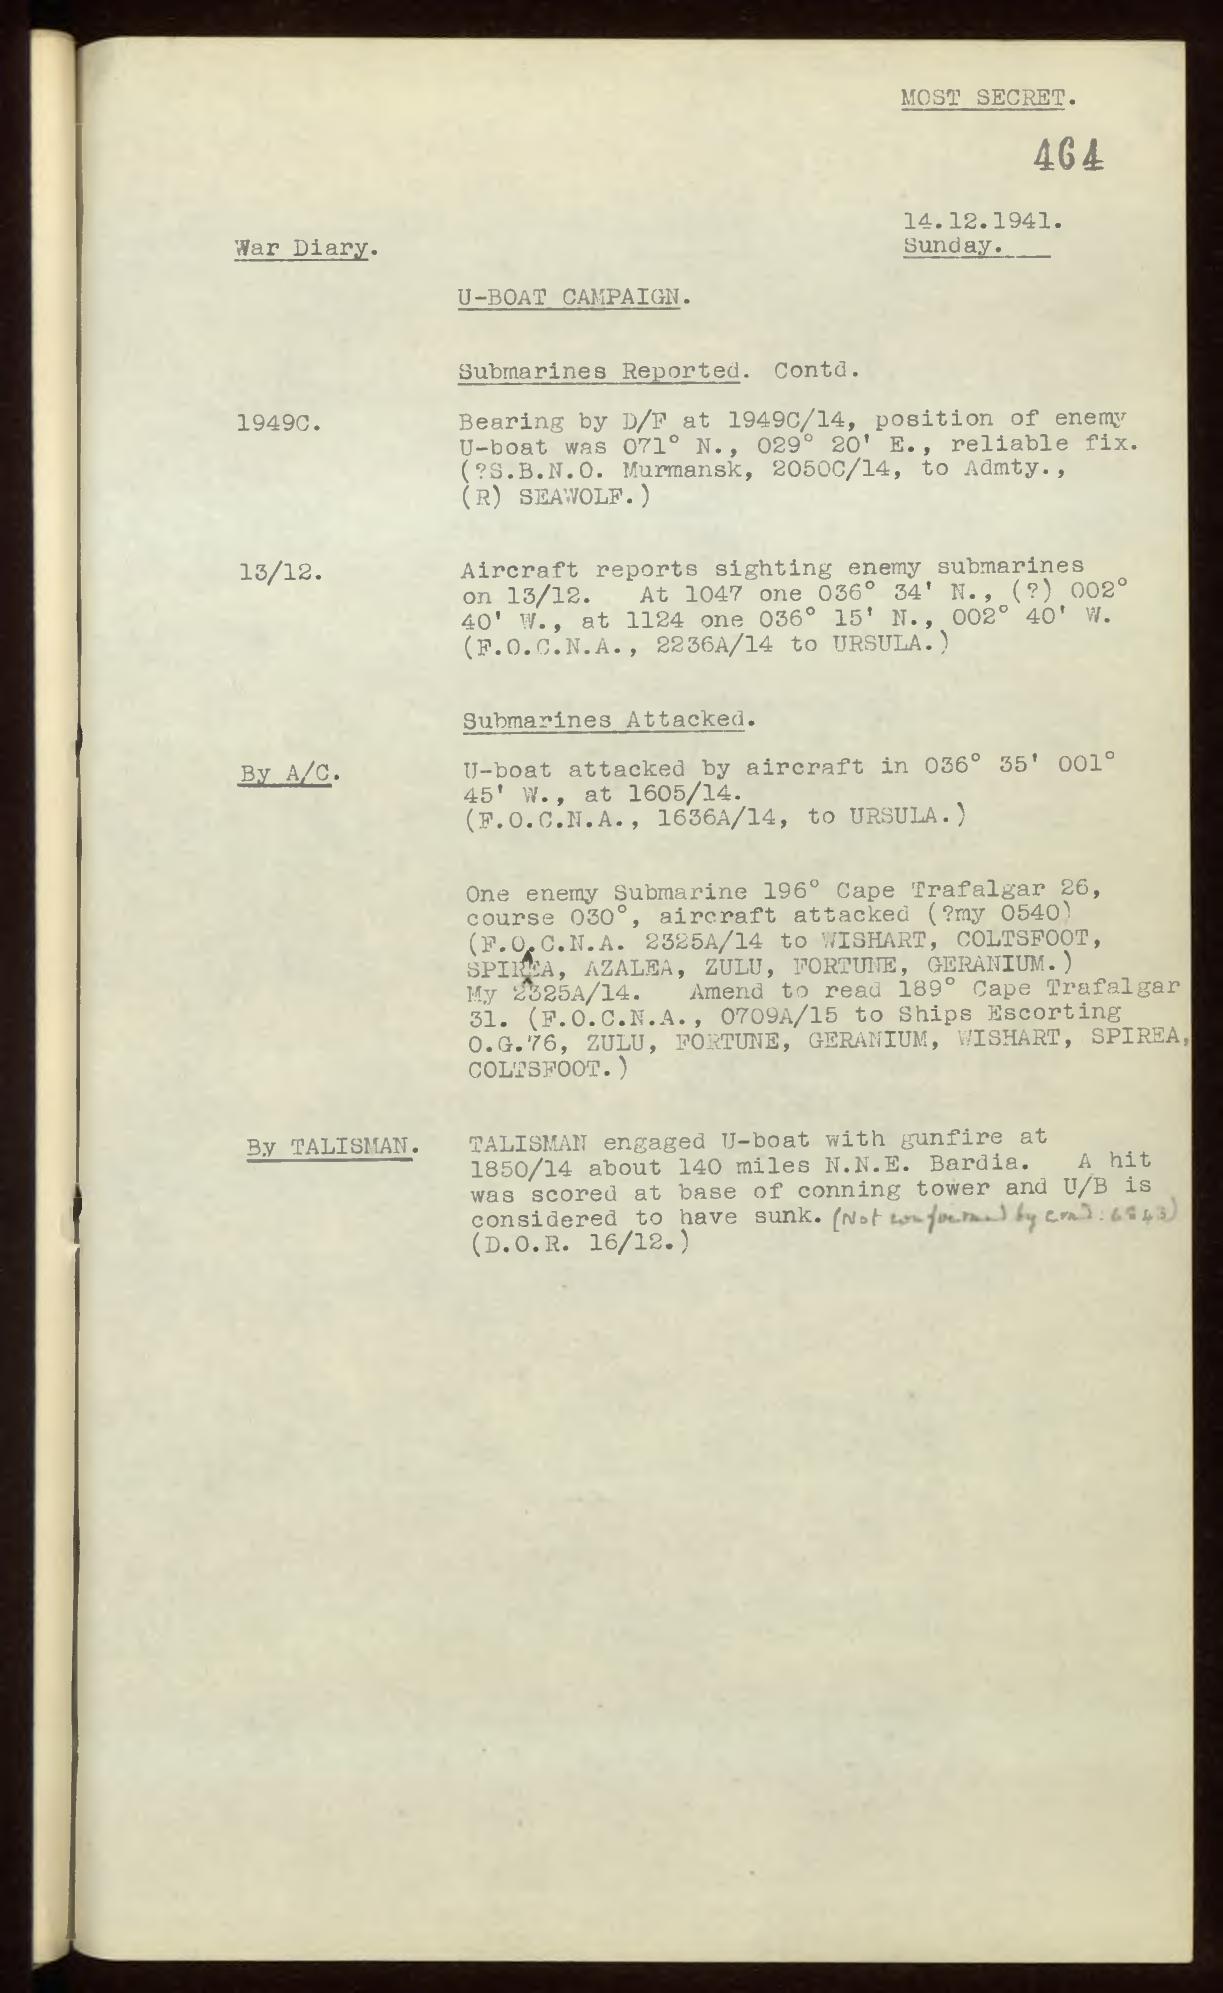 MOST SECRET.
464
14.12.1941.
Sunday.
War Diary.
U-BOAT CAMPAIGN.
Submarines Reported. Contd.
1949C.
Bearing by D/F at 1949C/14, position of enemy
U-boat was 071° N., 029° 20' E., reliable fix.
(?S.B.N.O. Murmansk, 2050C/14, to Admty.,
(R) SEAWOLF.)
13/12.
Aircraft reports sighting enemy submarines
on 13/12. At 1047 one 036° 34' N., (?) 002°
40' W., at 1124 one 036° 15' N., 002° 40' W.
(F.O.C.N.A., 2236A/14 to URSULA.)
Submarines Attacked.
By A/C.
U-boat attacked by aircraft in 036° 35' 001°
45' W., at 1605/14.
(F.O.C.N.A., 1636A/14, to URSULA.)
One enemy Submarine 196° Cape Trafalgar 26,
course 030°, aircraft attacked (?my 0540)
(F.O.C.N.A. 2325A/14 to WISHART, COLTSFOOT,
SPIREA, AZALEA, ZULU, FORTUNE, GERANIUM.)
My 2325A/14. Amend to read 189° Cape Trafalgar
31. (F.O.C.N.A., 0709A/15 to Ships Escorting
O.G.76, ZULU, FORTUNE, GERANIUM, WISHART, SPIREA,
COLTSFOOT.)
By TALISMAN.
TALISMAN engaged U-boat with gunfire at
1850/14 about 140 miles N.N.E. Bardia. A hit
was scored at base of conning tower and U/B is
considered to have sunk. (Not confirmed by
(D.O.R. 16/12.)